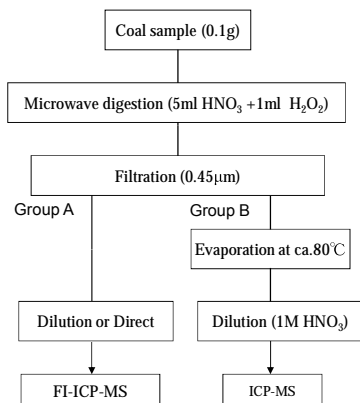 Coal sample (0.1g)
Microwave digestion (5ml HNO₃ +1ml H₂O₂)
Filtration (0.45μm)
Group A
Group B
Evaporation at ca.80℃
Dilution or Direct
Dilution (1M HNO₃)
FI-ICP-MS
ICP-MS